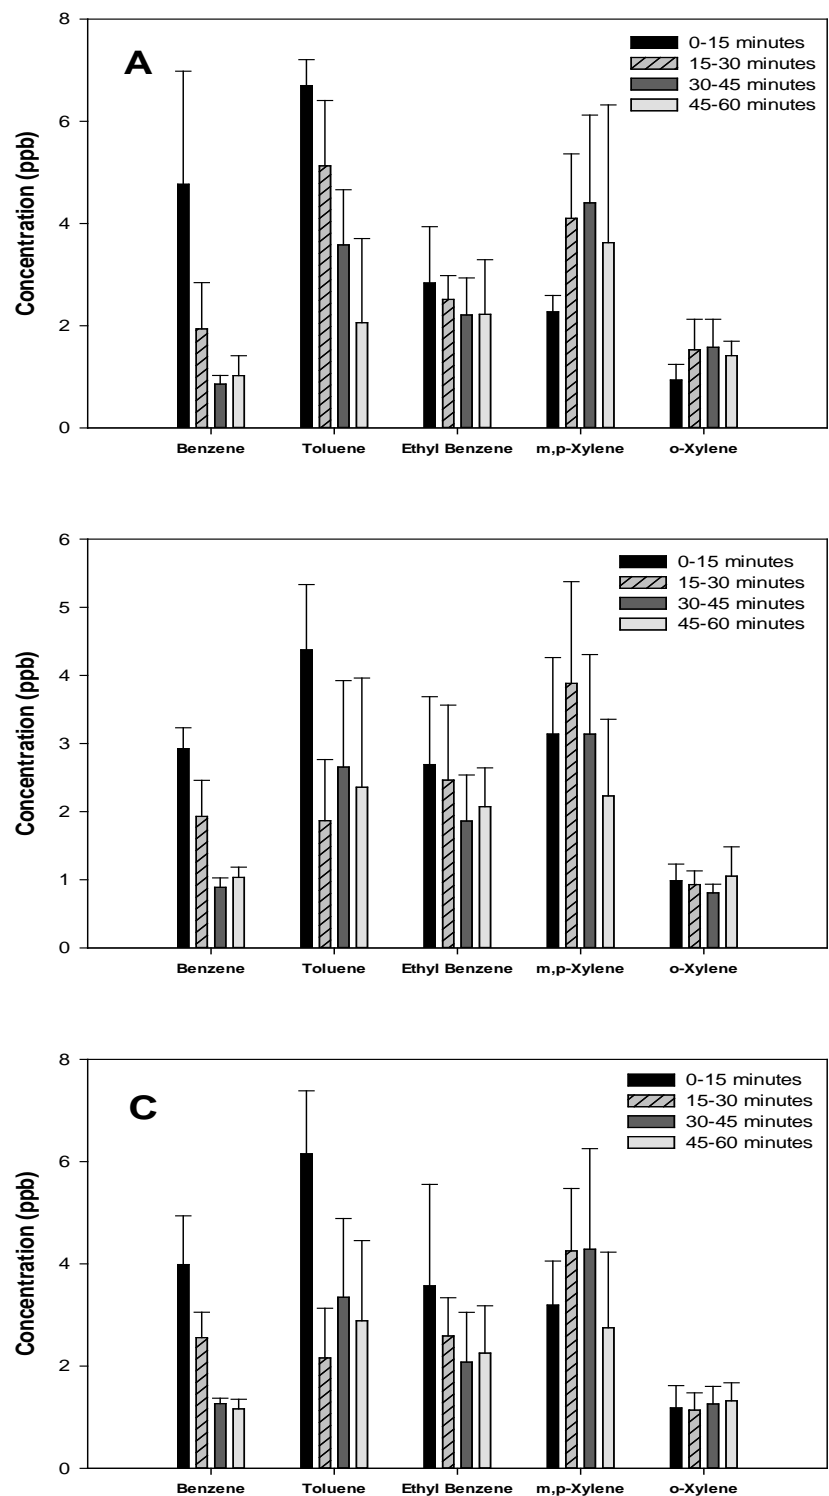 8
A
0-15 minutes
15-30 minutes
30-45 minutes
45-60 minutes
6
4
2
0
Concentration (ppb)
Benzene Toluene Ethyl Benzene m,p-Xylene o-Xylene
6
0-15 minutes
15-30 minutes
30-45 minutes
45-60 minutes
5
4
3
2
1
0
Concentration (ppb)
Benzene Toluene Ethyl Benzene m,p-Xylene o-Xylene
8
C
0-15 minutes
15-30 minutes
30-45 minutes
45-60 minutes
6
4
2
0
Concentration (ppb)
Benzene Toluene Ethyl Benzene m,p-Xylene o-Xylene